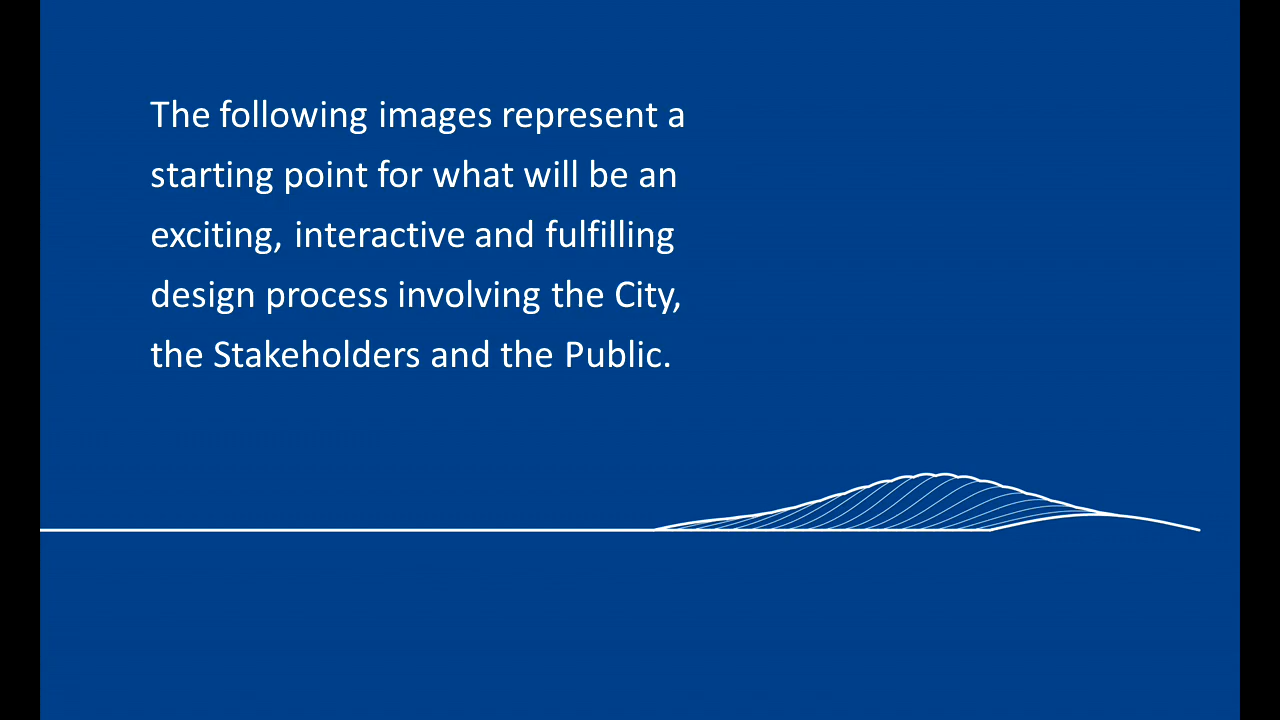 The following images represent a
starting point for what will be an
exciting, interactive and fulfilling
design process involving the City,
the Stakeholders and the Public.